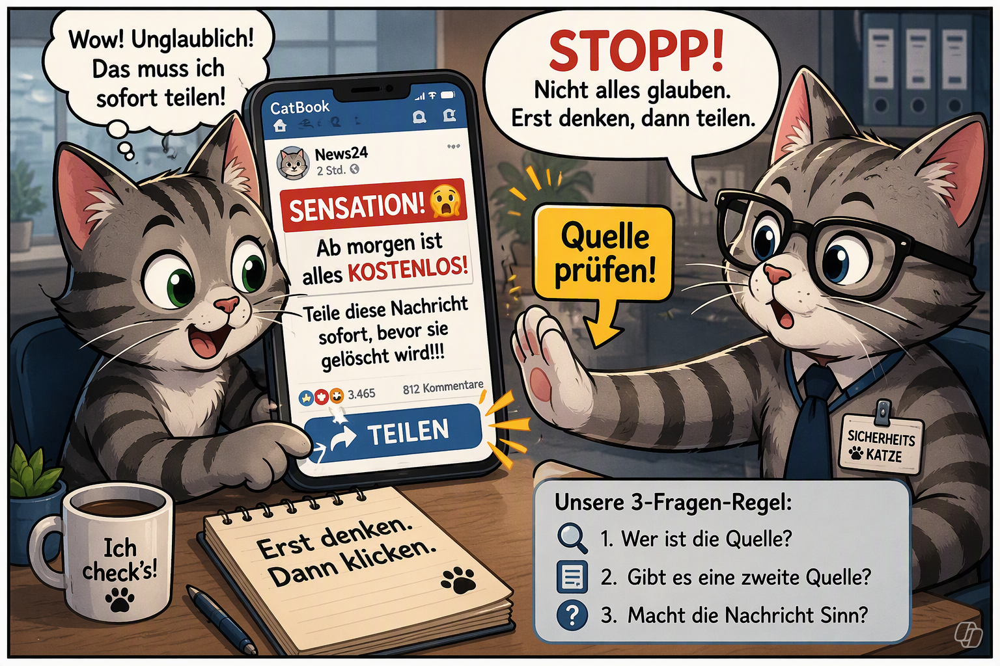 Wow! Unglaublich!
Das muss ich
sofort teilen!
STOPP!
Nicht alles glauben.
Erst denken, dann teilen.
CatBook
News24
2 Std.
SENSATION!
Ab morgen ist
alles KOSTENLOS!
Teile diese Nachricht
sofort, bevor sie
gelöscht wird!!!
3.465
812 Kommentare
TEILEN
Quelle
prüfen!
SICHERHEITS
KATZE
Ich
check's!
Erst denken.
Dann klicken.
Unsere 3-Fragen-Regel:
1. Wer ist die Quelle?
2. Gibt es eine zweite Quelle?
3. Macht die Nachricht Sinn?